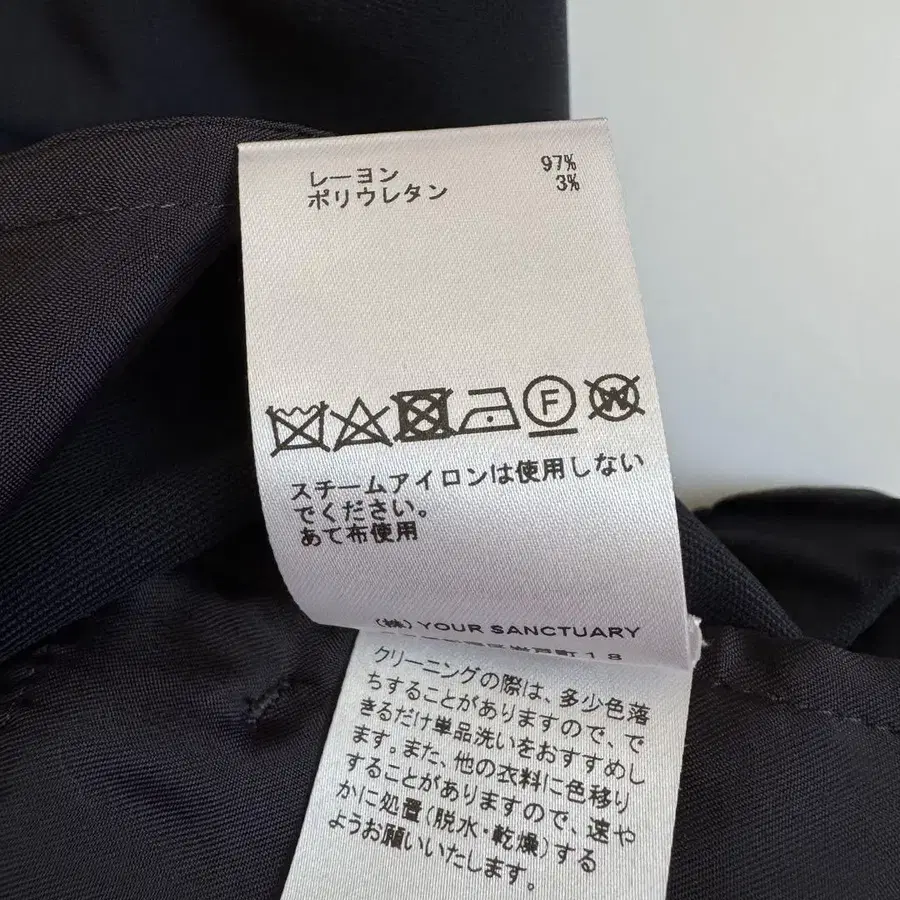 レーヨン 97%
ポリウレタン 3%
F
W
スチームアイロンは使用しない
でください。
あて布使用
(株) YOUR SANCTUARY
町18
クリーニングの際は、多少色落
ちすることがありますので、で
きるだけ単品洗いをおすすめし
ます。また、他の衣料に色移り
することがありますので、速や
かに処置(脱水・乾燥)する
ようお願いいたします。